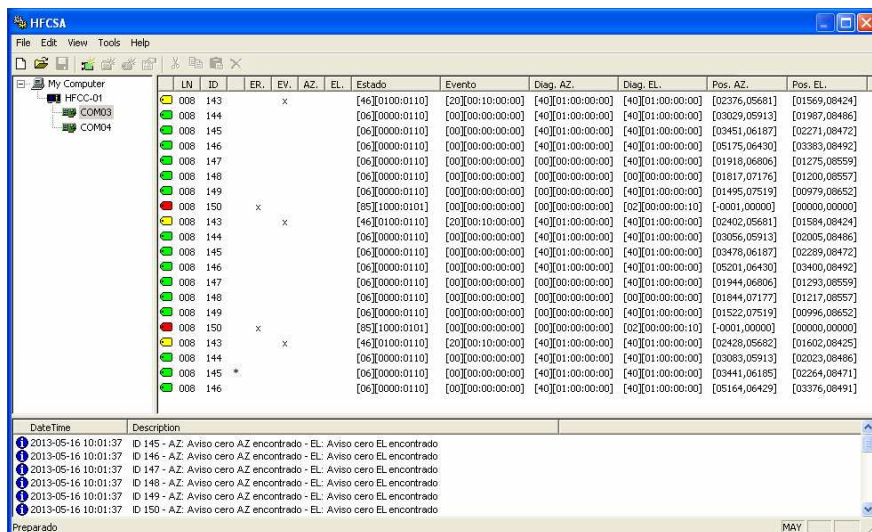 HFCSA
File Edit View Tools Help
My Computer
HFCC-01
COM03
COM04
LN ID ER. EV. AZ. EL. Estado Evento Diag. AZ. Diag. EL. Pos. AZ. Pos. EL.
008 143 x [46][0100:0110] [20][00:10:00:00] [40][01:00:00:00] [40][01:00:00:00] [02376,05681] [01569,08424]
008 144 [06][0000:0110] [00][00:00:00:00] [40][01:00:00:00] [40][01:00:00:00] [03029,05913] [01987,08486]
008 145 [06][0000:0110] [00][00:00:00:00] [40][01:00:00:00] [40][01:00:00:00] [03451,06187] [02271,08472]
008 146 [06][0000:0110] [00][00:00:00:00] [40][01:00:00:00] [40][01:00:00:00] [05175,06430] [03383,08492]
008 147 [06][0000:0110] [00][00:00:00:00] [00][00:00:00:00] [40][01:00:00:00] [01918,06806] [01275,08559]
008 148 [06][0000:0110] [00][00:00:00:00] [00][00:00:00:00] [00][00:00:00:00] [01817,07176] [01200,08557]
008 149 [06][0000:0110] [00][00:00:00:00] [00][00:00:00:00] [40][01:00:00:00] [01495,07519] [00979,08652]
008 150 x [85][1000:0101] [00][00:00:00:00] [00][00:00:00:00] [02][00:00:00:10] [-0001,00000] [00000,00000]
008 143 x [46][0100:0110] [20][00:10:00:00] [40][01:00:00:00] [40][01:00:00:00] [02402,05681] [01584,08424]
008 144 [06][0000:0110] [00][00:00:00:00] [40][01:00:00:00] [40][01:00:00:00] [03056,05913] [02005,08486]
008 145 [06][0000:0110] [00][00:00:00:00] [40][01:00:00:00] [40][01:00:00:00] [03478,06187] [02289,08472]
008 146 [06][0000:0110] [00][00:00:00:00] [40][01:00:00:00] [40][01:00:00:00] [05201,06430] [03400,08492]
008 147 [06][0000:0110] [00][00:00:00:00] [00][00:00:00:00] [40][01:00:00:00] [01944,06806] [01293,08559]
008 148 [06][0000:0110] [00][00:00:00:00] [00][00:00:00:00] [00][00:00:00:00] [01844,07177] [01217,08557]
008 149 [06][0000:0110] [00][00:00:00:00] [00][00:00:00:00] [40][01:00:00:00] [01522,07519] [00996,08652]
008 150 x [85][1000:0101] [00][00:00:00:00] [00][00:00:00:00] [02][00:00:00:10] [-0001,00000] [00000,00000]
008 143 x [46][0100:0110] [20][00:10:00:00] [40][01:00:00:00] [40][01:00:00:00] [02428,05682] [01602,08425]
008 144 [06][0000:0110] [00][00:00:00:00] [40][01:00:00:00] [40][01:00:00:00] [03083,05913] [02023,08486]
008 145 * [06][0000:0110] [00][00:00:00:00] [40][01:00:00:00] [40][01:00:00:00] [03441,06185] [02264,08471]
008 146 [06][0000:0110] [00][00:00:00:00] [40][01:00:00:00] [40][01:00:00:00] [05164,06429] [03376,08491]
DateTime Description
2013-05-16 10:01:37 ID 145 - AZ: Aviso cero AZ encontrado - EL: Aviso cero EL encontrado
2013-05-16 10:01:37 ID 146 - AZ: Aviso cero AZ encontrado - EL: Aviso cero EL encontrado
2013-05-16 10:01:37 ID 147 - AZ: Aviso cero AZ encontrado - EL: Aviso cero EL encontrado
2013-05-16 10:01:37 ID 148 - AZ: Aviso cero AZ encontrado - EL: Aviso cero EL encontrado
2013-05-16 10:01:37 ID 149 - AZ: Aviso cero AZ encontrado - EL: Aviso cero EL encontrado
2013-05-16 10:01:37 ID 150 - AZ: Aviso cero AZ encontrado - EL: Aviso cero EL encontrado
Preparado MAY